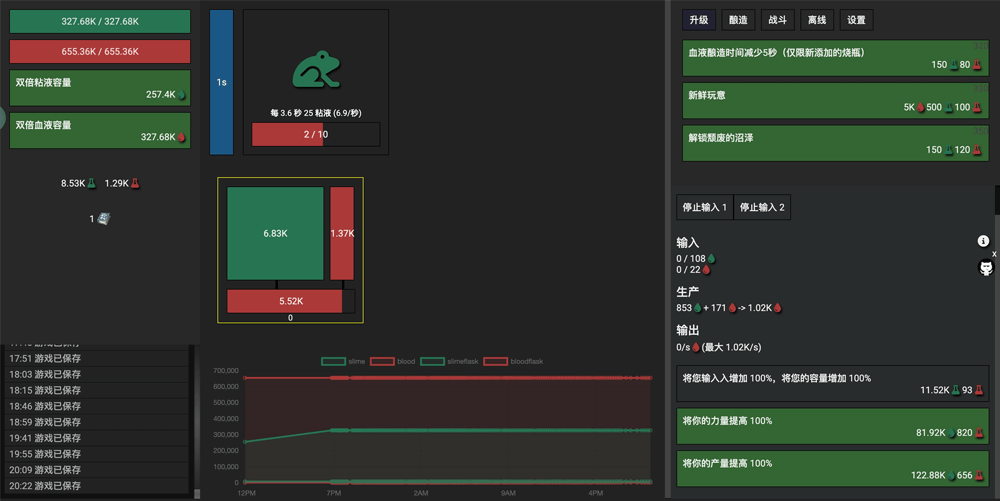 327.68K / 327.68K
655.36K / 655.36K
双倍粘液容量
257.4K
双倍血液容量
327.68K
8.53K 1.29K
1
17:51 游戏已保存
18:03 游戏已保存
18:15 游戏已保存
18:46 游戏已保存
18:59 游戏已保存
19:41 游戏已保存
19:55 游戏已保存
20:09 游戏已保存
20:22 游戏已保存
1s
每 3.6 秒 25 粘液 (6.9/秒)
2 / 10
6.83K
1.37K
5.52K
0
slime blood slimeflask bloodflask
700,000
600,000
500,000
400,000
300,000
200,000
100,000
0
12PM 7PM 2AM 9AM 4PM
升级 酿造 战斗 离线 设置
血液酿造时间减少5秒（仅限新添加的烧瓶）
150 80
新鲜玩意
5K 500 100
解锁颓废的沼泽
150 120
停止输入 1 停止输入 2
输入
0 / 108
0 / 22
x
生产
853 + 171 -> 1.02K
输出
0/s (最大 1.02K/s)
将您输入入增加 100%，将您的容量增加 100%
11.52K 93
将你的力量提高 100%
81.92K 820
将你的产量提高 100%
122.88K 656